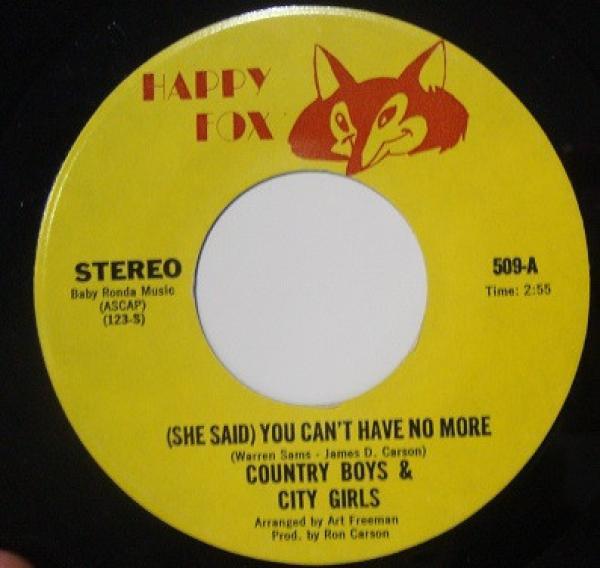 HAPPY
FOX
STEREO
Baby Ronda Music
(ASCAP)
(123-S)
509-A
Time: 2:55
(SHE SAID) YOU CAN'T HAVE NO MORE
(Warren Sams - James D. Carson)
COUNTRY BOYS &
CITY GIRLS
Arranged by Art Freeman
Prod. by Ron Carson